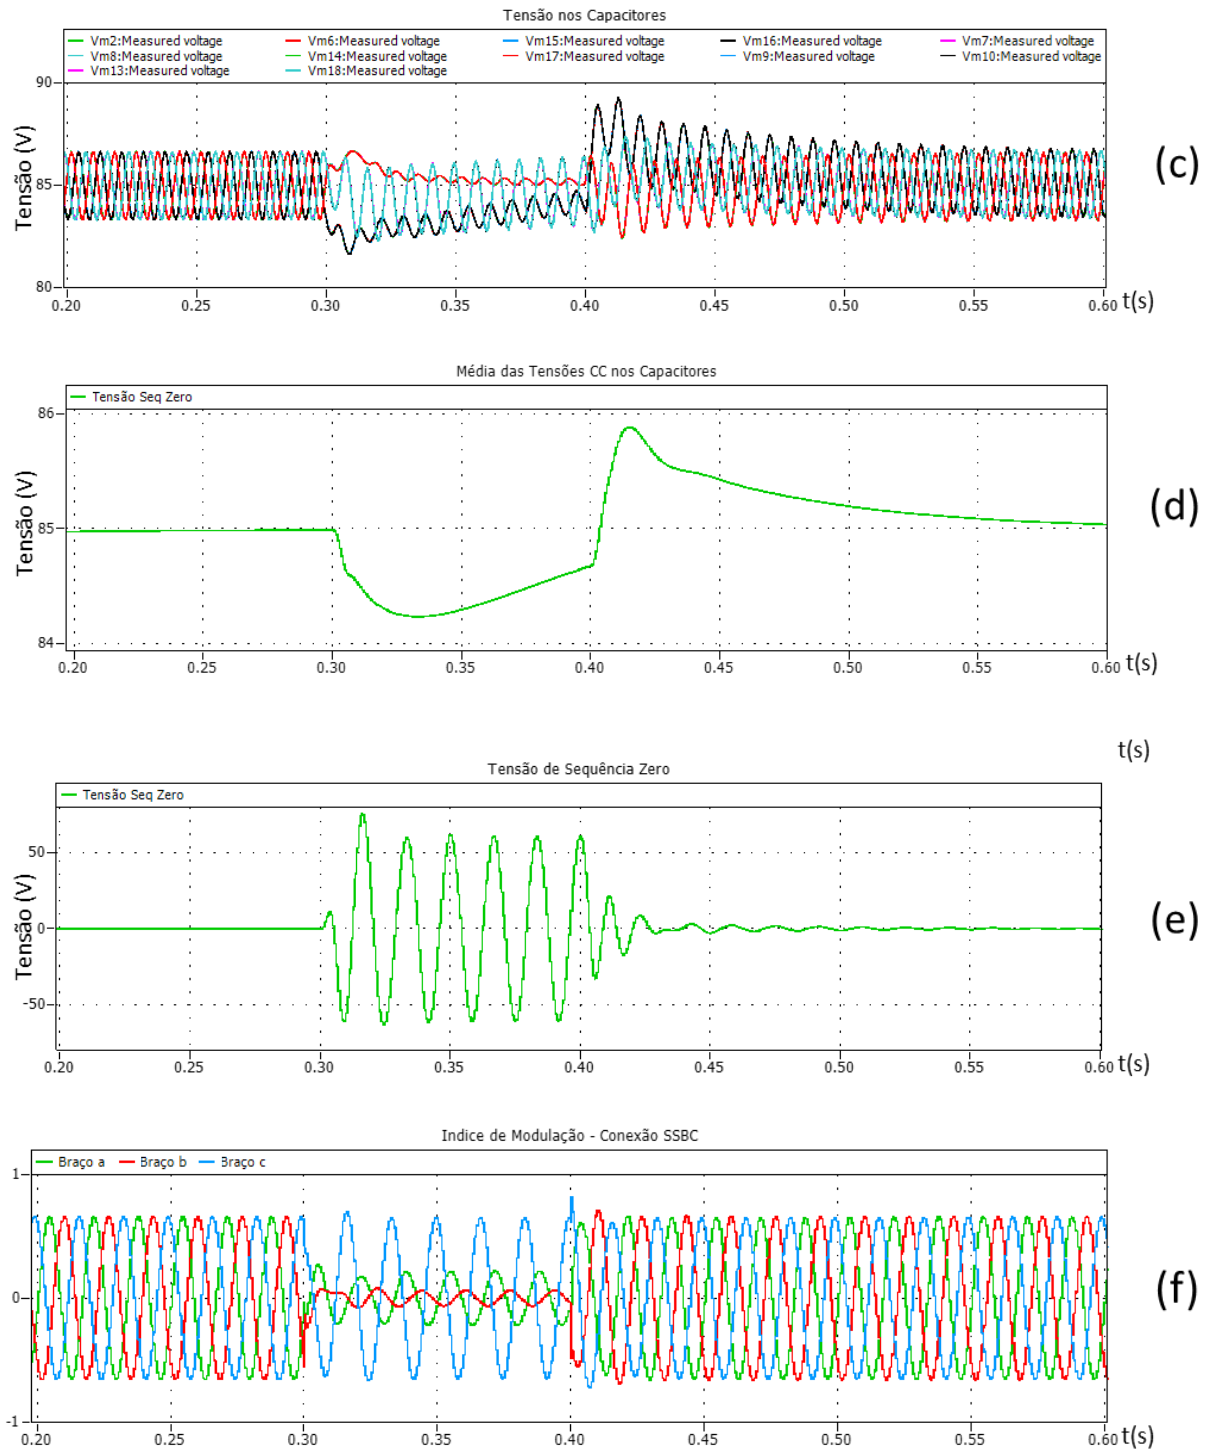 Tensão nos Capacitores
Vm2:Measured voltage Vm6:Measured voltage Vm15:Measured voltage Vm16:Measured voltage Vm7:Measured voltage
Vm8:Measured voltage Vm14:Measured voltage Vm17:Measured voltage Vm9:Measured voltage Vm10:Measured voltage
Vm13:Measured voltage Vm18:Measured voltage
90
85
80
Tensão (V)
0.20 0.25 0.30 0.35 0.40 0.45 0.50 0.55 0.60 t(s)
(c)
Média das Tensões CC nos Capacitores
Tensão Seq Zero
86
85
84
Tensão (V)
0.20 0.25 0.30 0.35 0.40 0.45 0.50 0.55 0.60 t(s)
(d)
t(s)
Tensão de Sequência Zero
Tensão Seq Zero
50
0
-50
Tensão (V)
0.20 0.25 0.30 0.35 0.40 0.45 0.50 0.55 0.60 t(s)
(e)
Indice de Modulação - Conexão SSBC
Braço a Braço b Braço c
1
0
-1
0.20 0.25 0.30 0.35 0.40 0.45 0.50 0.55 0.60 t(s)
(f)